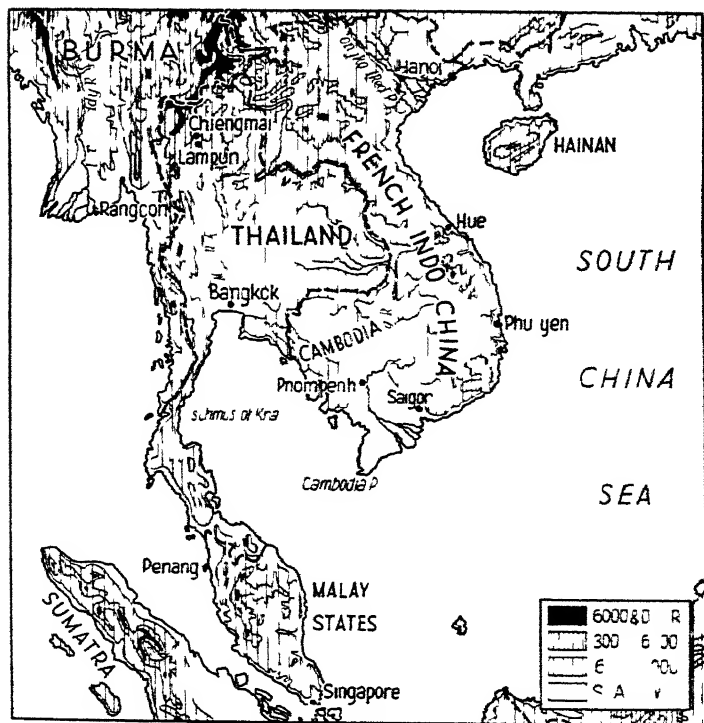 BURMA
Hanoi
Chiengmai
Lampun
HAINAN
FRENCH INDO CHINA
Rangoon
Hue
THAILAND
SOUTH
Bangkok
CAMBODIA
Phu yen
Pnompenh
CHINA
Saigor
Cambodia P
SEA
Penang
MALAY
STATES
SUMATRA
Singapore